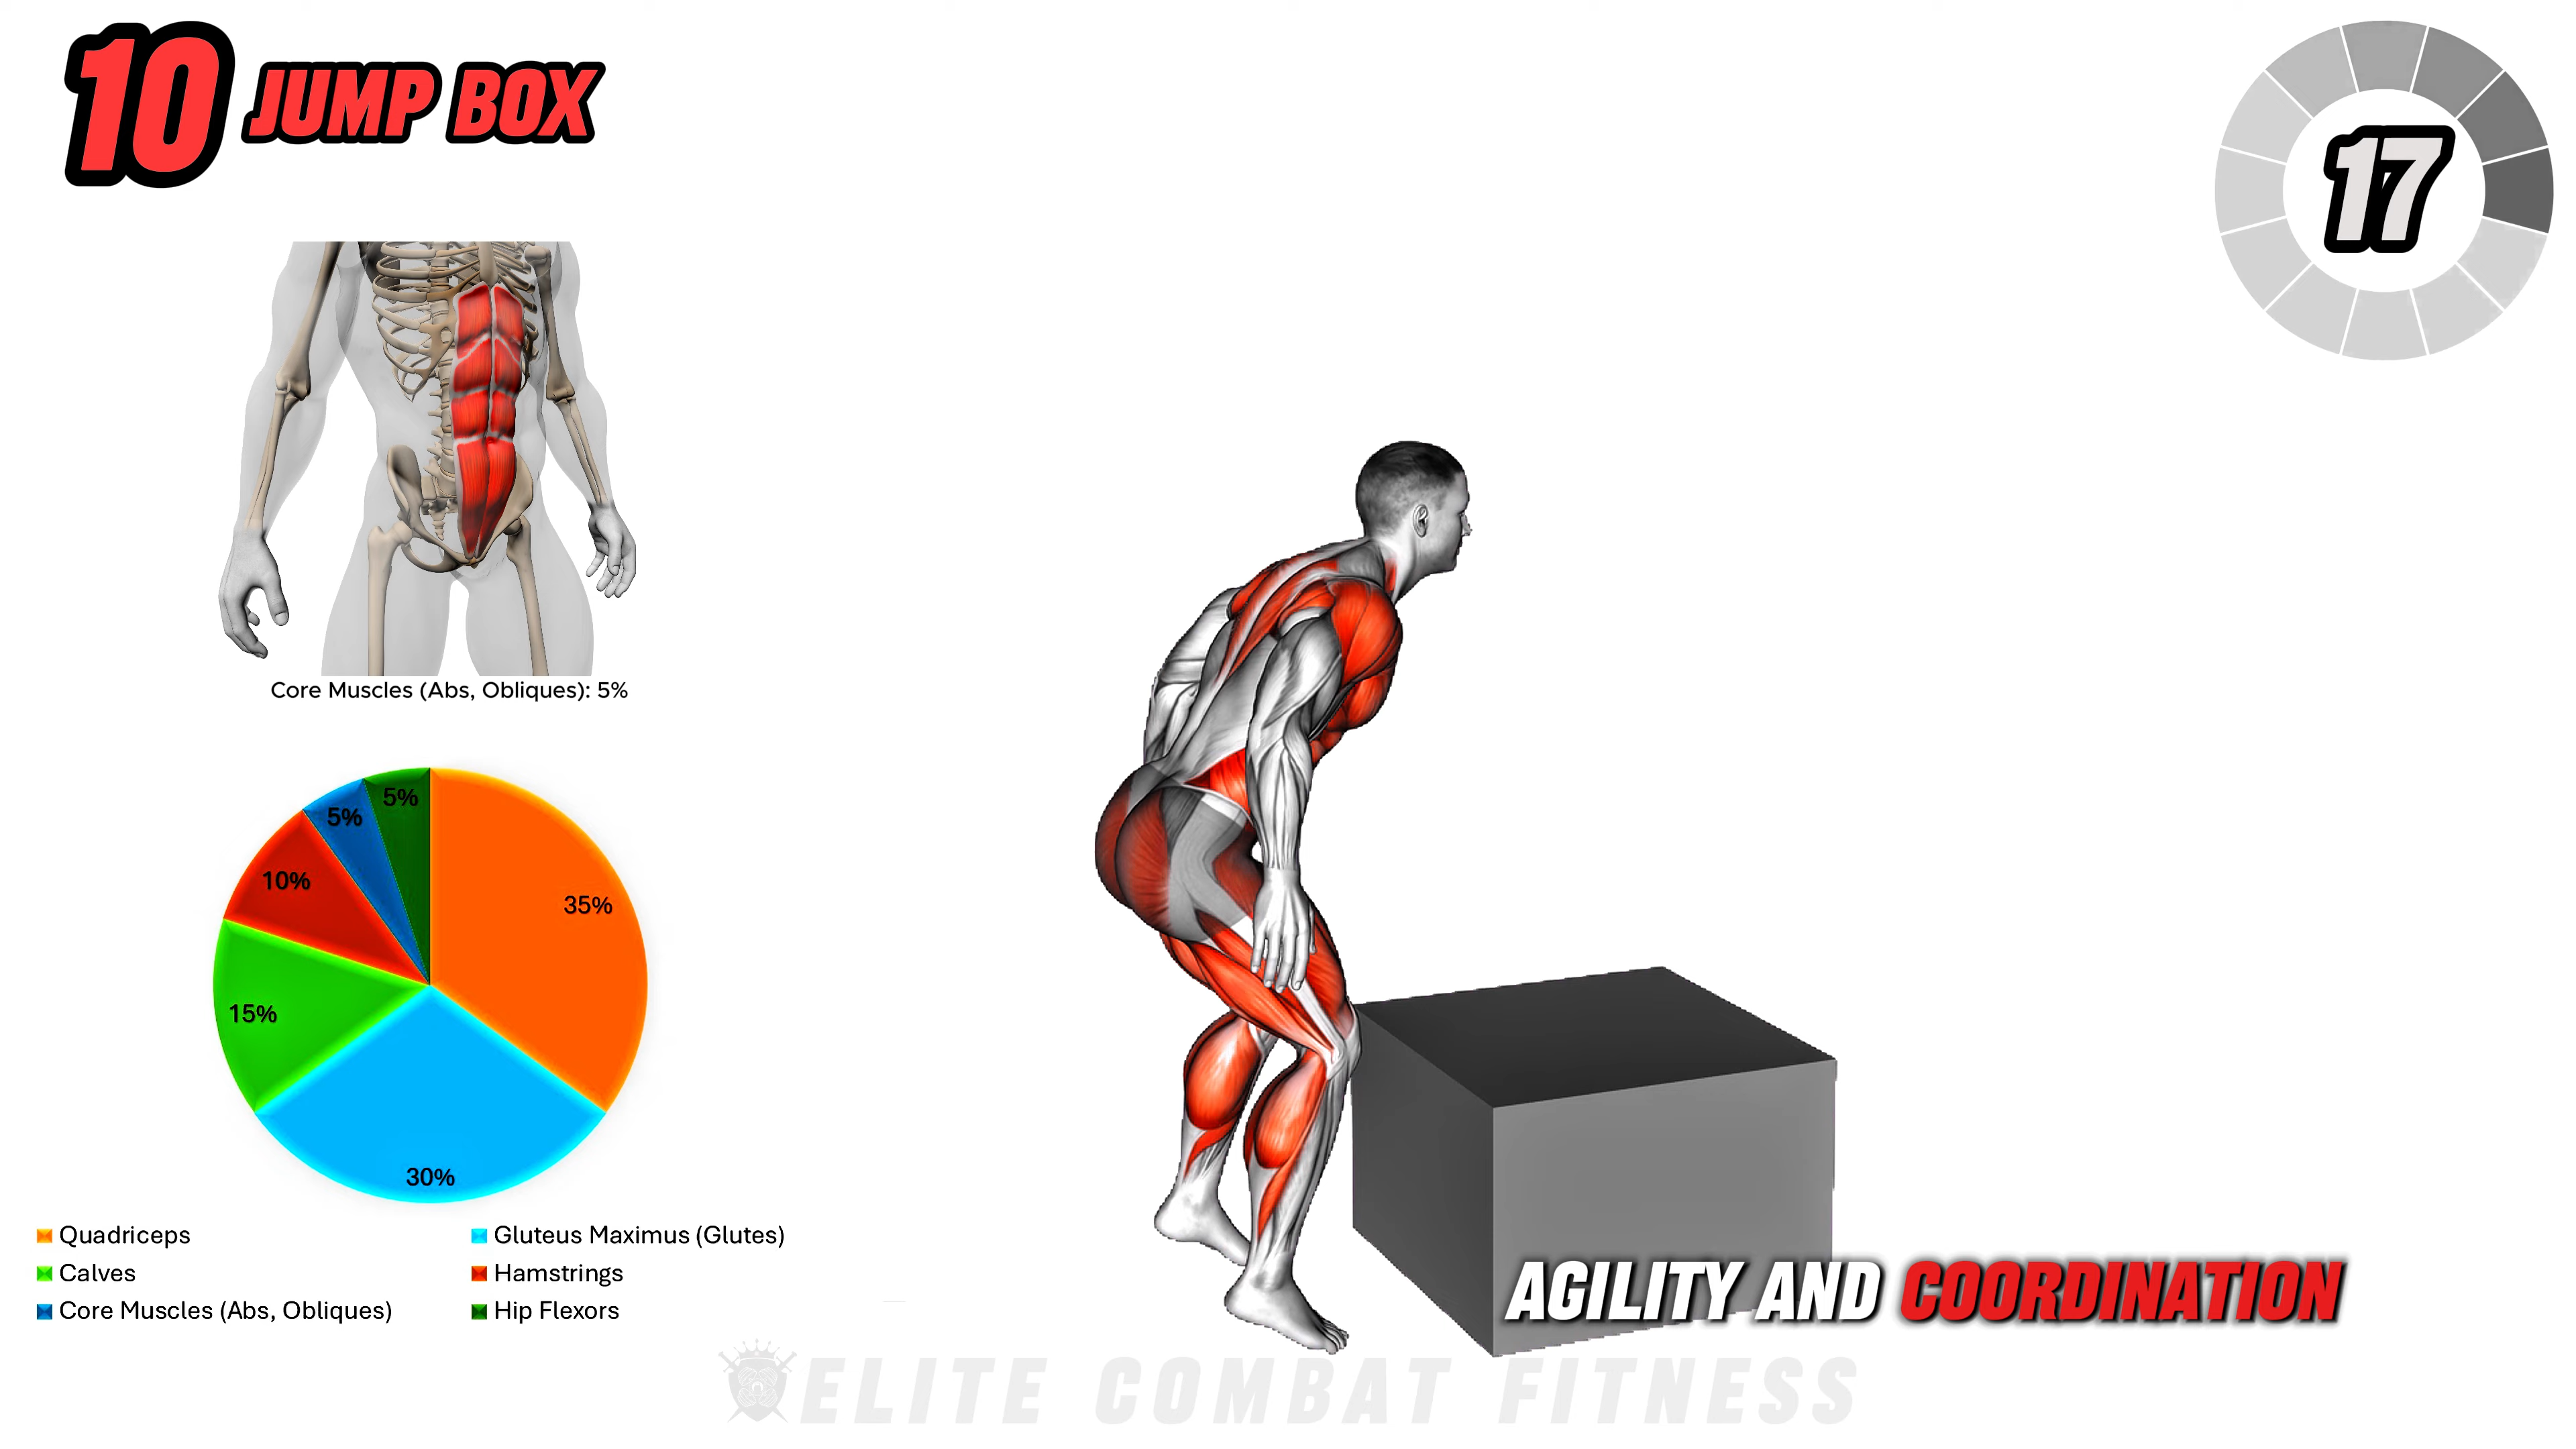 10 JUMP BOX
17
Core Muscles (Abs, Obliques): 5%
5%
5%
10%
35%
15%
30%
Quadriceps
Gluteus Maximus (Glutes)
Calves
Hamstrings
Core Muscles (Abs, Obliques)
Hip Flexors
AGILITY AND COORDINATION
ELITE COMBAT FITNESS